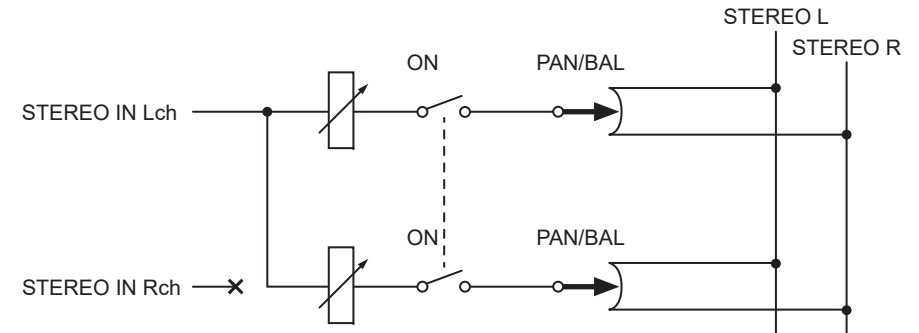 STEREO L
STEREO R
ON
PAN/BAL
STEREO IN Lch
ON
PAN/BAL
STEREO IN Rch